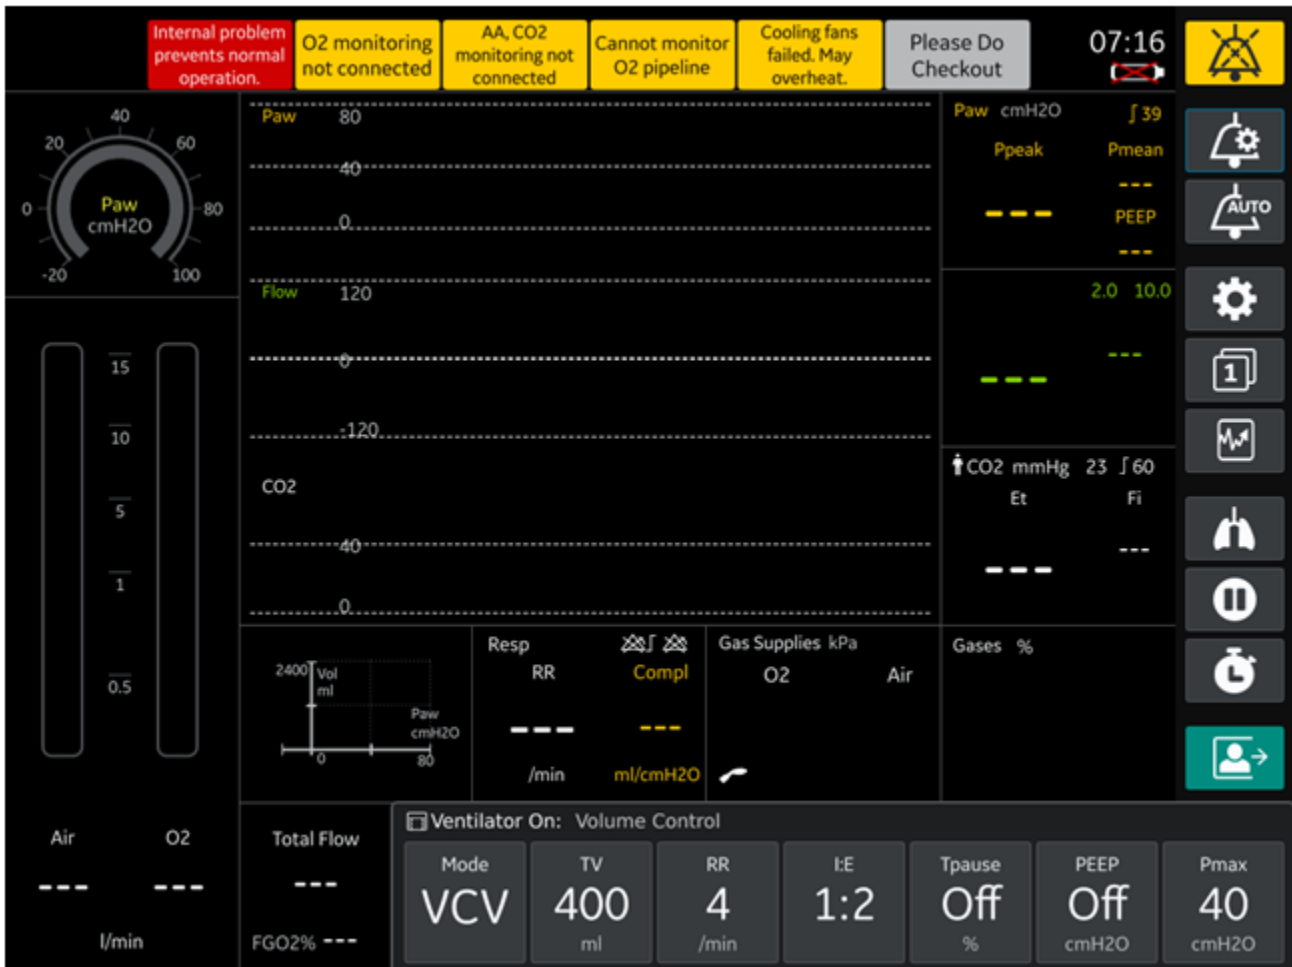 Internal problem
prevents normal
operation.
O2 monitoring
not connected
AA, CO2
monitoring not
connected
Cannot monitor
O2 pipeline
Cooling fans
failed. May
overheat.
Please Do
Checkout
07:16
40
20
60
0
80
-20
100
Paw
cmH2O
Paw
80
40
0
Flow
120
0
-120
CO2
40
0
Paw cmH2O
39
Ppeak
Pmean
---
---
PEEP
---
2.0 10.0
---
---
CO2 mmHg 23 60
Et
Fi
---
---
AUTO
1
15
10
5
1
0.5
Air
O2
---
---
l/min
2400
Vol
ml
Paw
cmH2O
0
80
Resp
RR
Compl
---
---
/min
ml/cmH2O
Gas Supplies kPa
O2
Air
Gases %
Total Flow
---
FGO2% ---
Ventilator On: Volume Control
Mode
VCV
TV
400
ml
RR
4
/min
I:E
1:2
Tpause
Off
%
PEEP
Off
cmH2O
Pmax
40
cmH2O